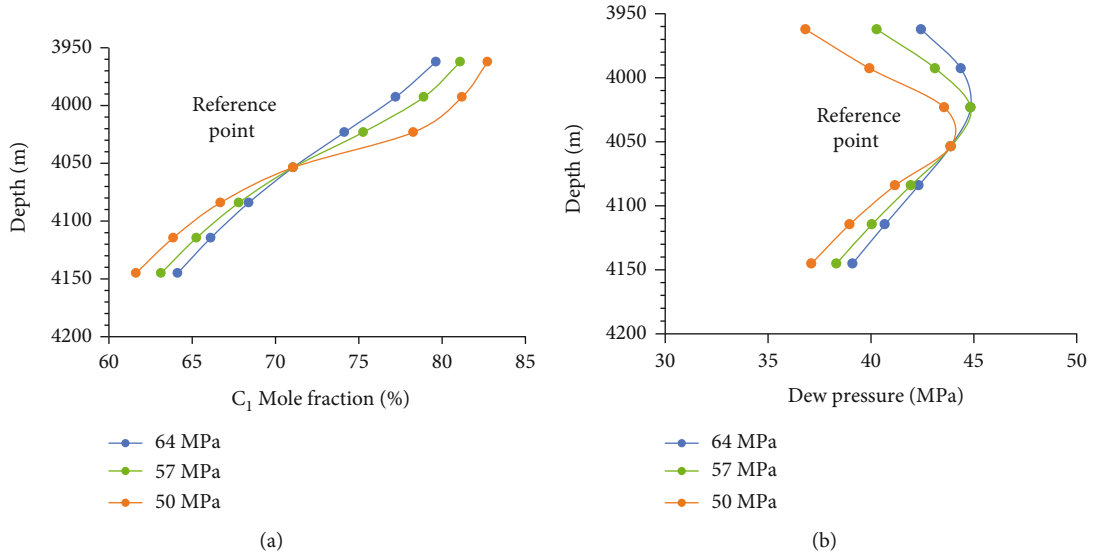 3950
4000
4050
4100
4150
4200
Depth (m)
Reference
point
60
65
70
75
80
85
C1 Mole fraction (%)
64 MPa
57 MPa
50 MPa
(a)
3950
4000
4050
4100
4150
4200
Depth (m)
Reference
point
30
35
40
45
50
Dew pressure (MPa)
64 MPa
57 MPa
50 MPa
(b)